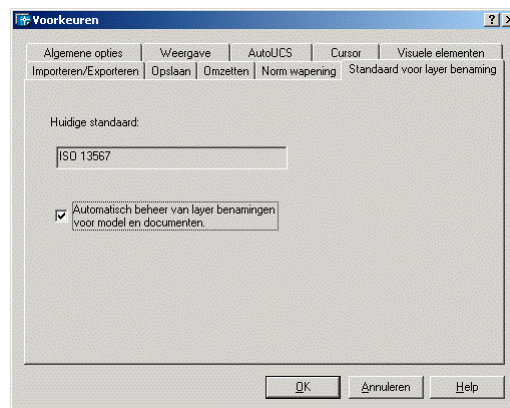 Voorkeuren
Algemene opties Weergave AutoUCS Cursor Visuele elementen
Importeren/Exporteren Opslaan Omzetten Norm wapening Standaard voor layer benaming
Huidige standaard:
ISO 13567
Automatisch beheer van layer benamingen
voor model en documenten.
OK Annuleren Help